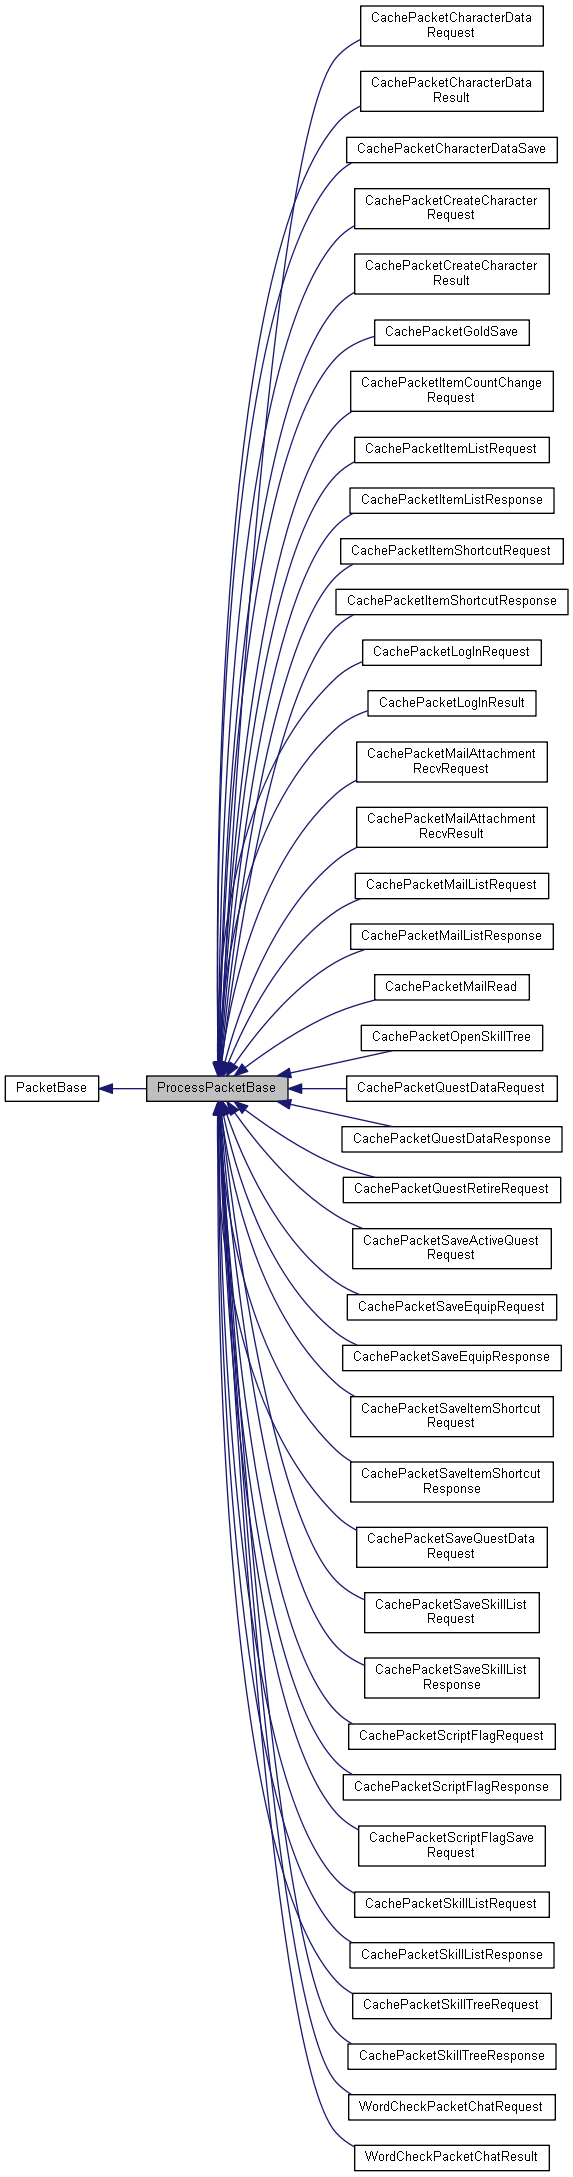 CachePacketCharacterData
Request
CachePacketCharacterData
Result
CachePacketCharacterDataSave
CachePacketCreateCharacter
Request
CachePacketCreateCharacter
Result
CachePacketGoldSave
CachePacketItemCountChange
Request
CachePacketItemListRequest
CachePacketItemListResponse
CachePacketItemShortcutRequest
CachePacketItemShortcutResponse
CachePacketLogInRequest
CachePacketLogInResult
CachePacketMailAttachment
RecvRequest
CachePacketMailAttachment
RecvResult
CachePacketMailListRequest
CachePacketMailListResponse
CachePacketMailRead
CachePacketOpenSkillTree
PacketBase
ProcessPacketBase
CachePacketQuestDataRequest
CachePacketQuestDataResponse
CachePacketQuestRetireRequest
CachePacketSaveActiveQuest
Request
CachePacketSaveEquipRequest
CachePacketSaveEquipResponse
CachePacketSaveItemShortcut
Request
CachePacketSaveItemShortcut
Response
CachePacketSaveQuestData
Request
CachePacketSaveSkillList
Request
CachePacketSaveSkillList
Response
CachePacketScriptFlagRequest
CachePacketScriptFlagResponse
CachePacketScriptFlagSave
Request
CachePacketSkillListRequest
CachePacketSkillListResponse
CachePacketSkillTreeRequest
CachePacketSkillTreeResponse
WordCheckPacketChatRequest
WordCheckPacketChatResult